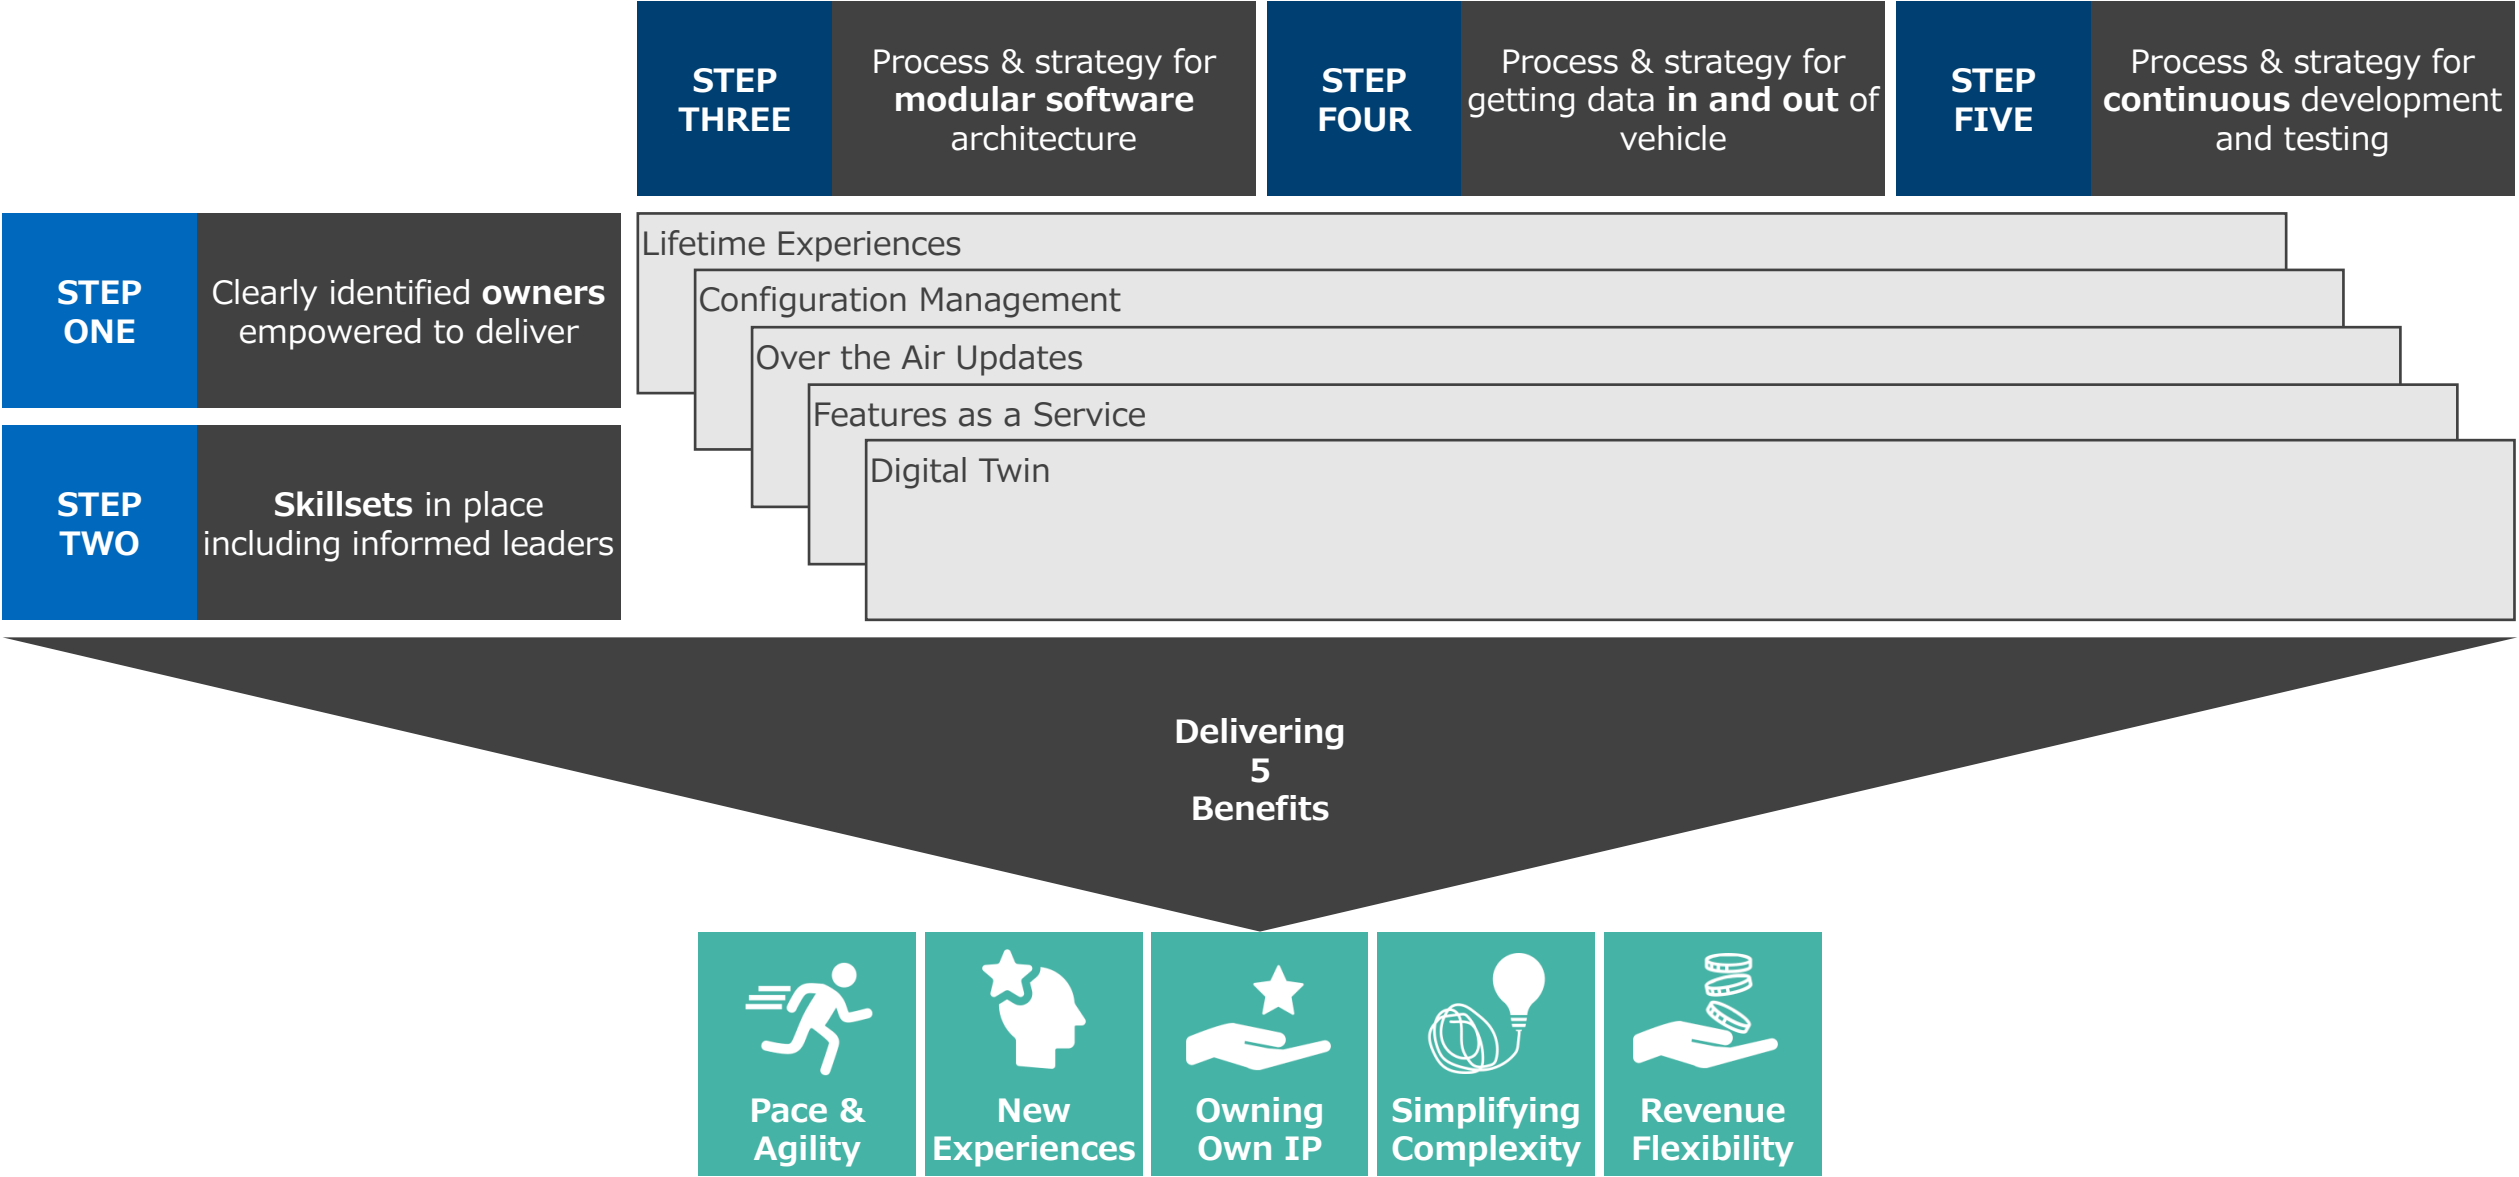 STEP
THREE
Process & strategy for
modular software
architecture
STEP
FOUR
Process & strategy for
getting data in and out of
vehicle
STEP
FIVE
Process & strategy for
continuous development
and testing
STEP
ONE
Clearly identified owners
empowered to deliver
STEP
TWO
Skillsets in place
including informed leaders
Lifetime Experiences
Configuration Management
Over the Air Updates
Features as a Service
Digital Twin
Delivering
5
Benefits
Pace &
Agility
New
Experiences
Owning
Own IP
Simplifying
Complexity
Revenue
Flexibility